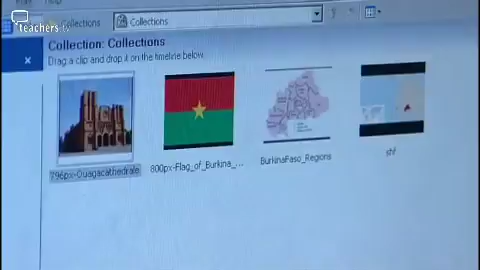 teachers tv
Collections
Collections
Collection: Collections
Drag a clip and drop it on the timeline below.
796px-Ouagacathedrale
800px-Flag_of_Burkina_...
BurkinaFaso_Regions
shf